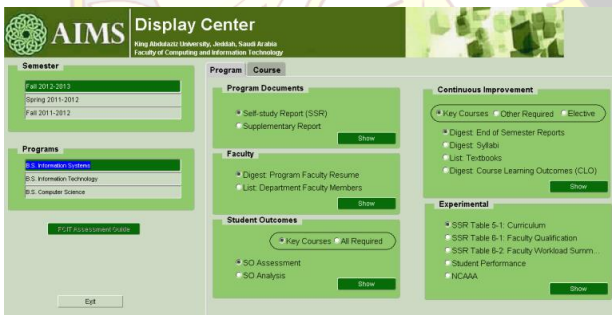 AIMS
Display Center
King Abdulaziz University, Jeddah, Saudi Arabia
Faculty of Computing and Information Technology
Semester
Fall 2012-2013
Spring 2011-2012
Fall 2011-2012
Programs
B.S. Information Systems
B.S. Information Technology
B.S. Computer Science
FCIT Assessment Guide
Exit
Program Course
Program Documents
Self-study Report (SSR)
Supplementary Report
Show
Faculty
Digest: Program Faculty Resume
List: Department Faculty Members
Show
Student Outcomes
Key Courses All Required
SO Assessment
SO Analysis
Show
Continuous Improvement
Key Courses Other Required Elective
Digest: End of Semester Reports
Digest: Syllabi
List: Textbooks
Digest: Course Learning Outcomes (CLO)
Show
Experimental
SSR Table 5-1: Curriculum
SSR Table 6-1: Faculty Qualification
SSR Table 6-2: Faculty Workload Summ...
Student Performance
NCAAA
Show